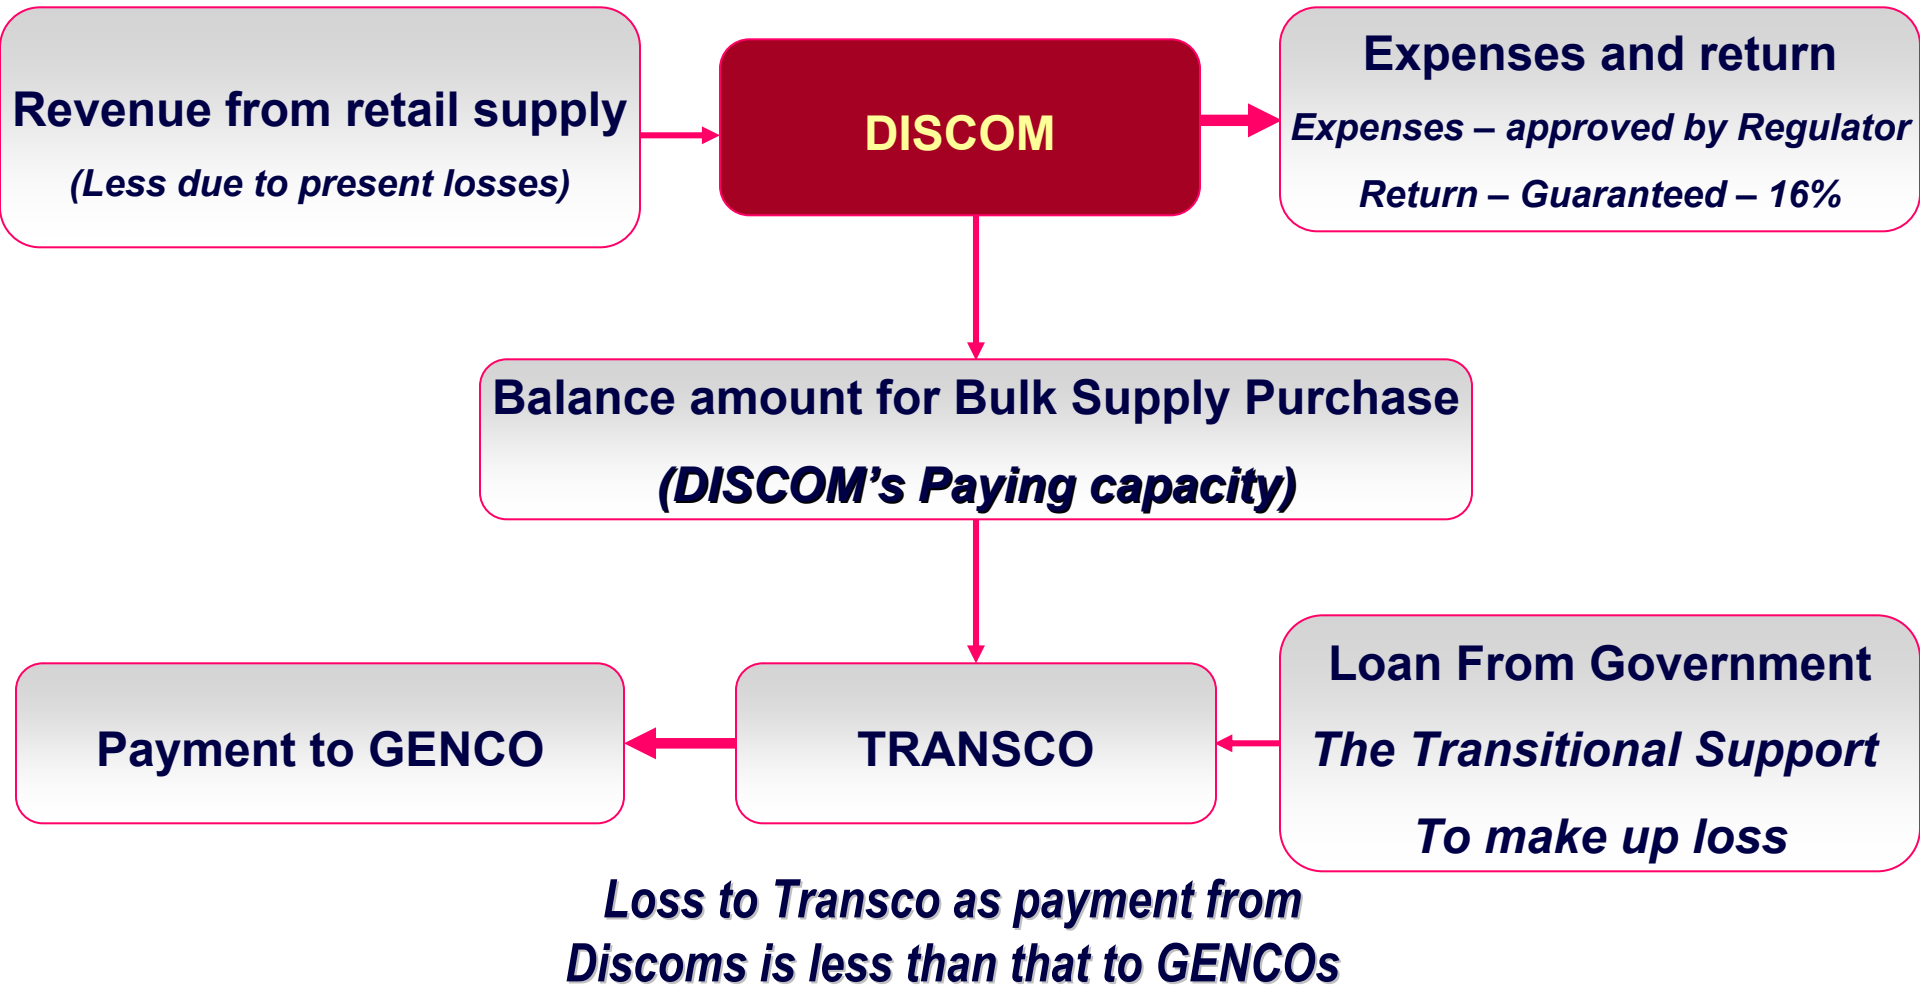 Revenue from retail supply
(Less due to present losses)
DISCOM
Expenses and return
Expenses – approved by Regulator
Return – Guaranteed – 16%
Balance amount for Bulk Supply Purchase
(DISCOM’s Paying capacity)
Payment to GENCO
TRANSCO
Loan From Government
The Transitional Support
To make up loss
Loss to Transco as payment from
Discoms is less than that to GENCOs